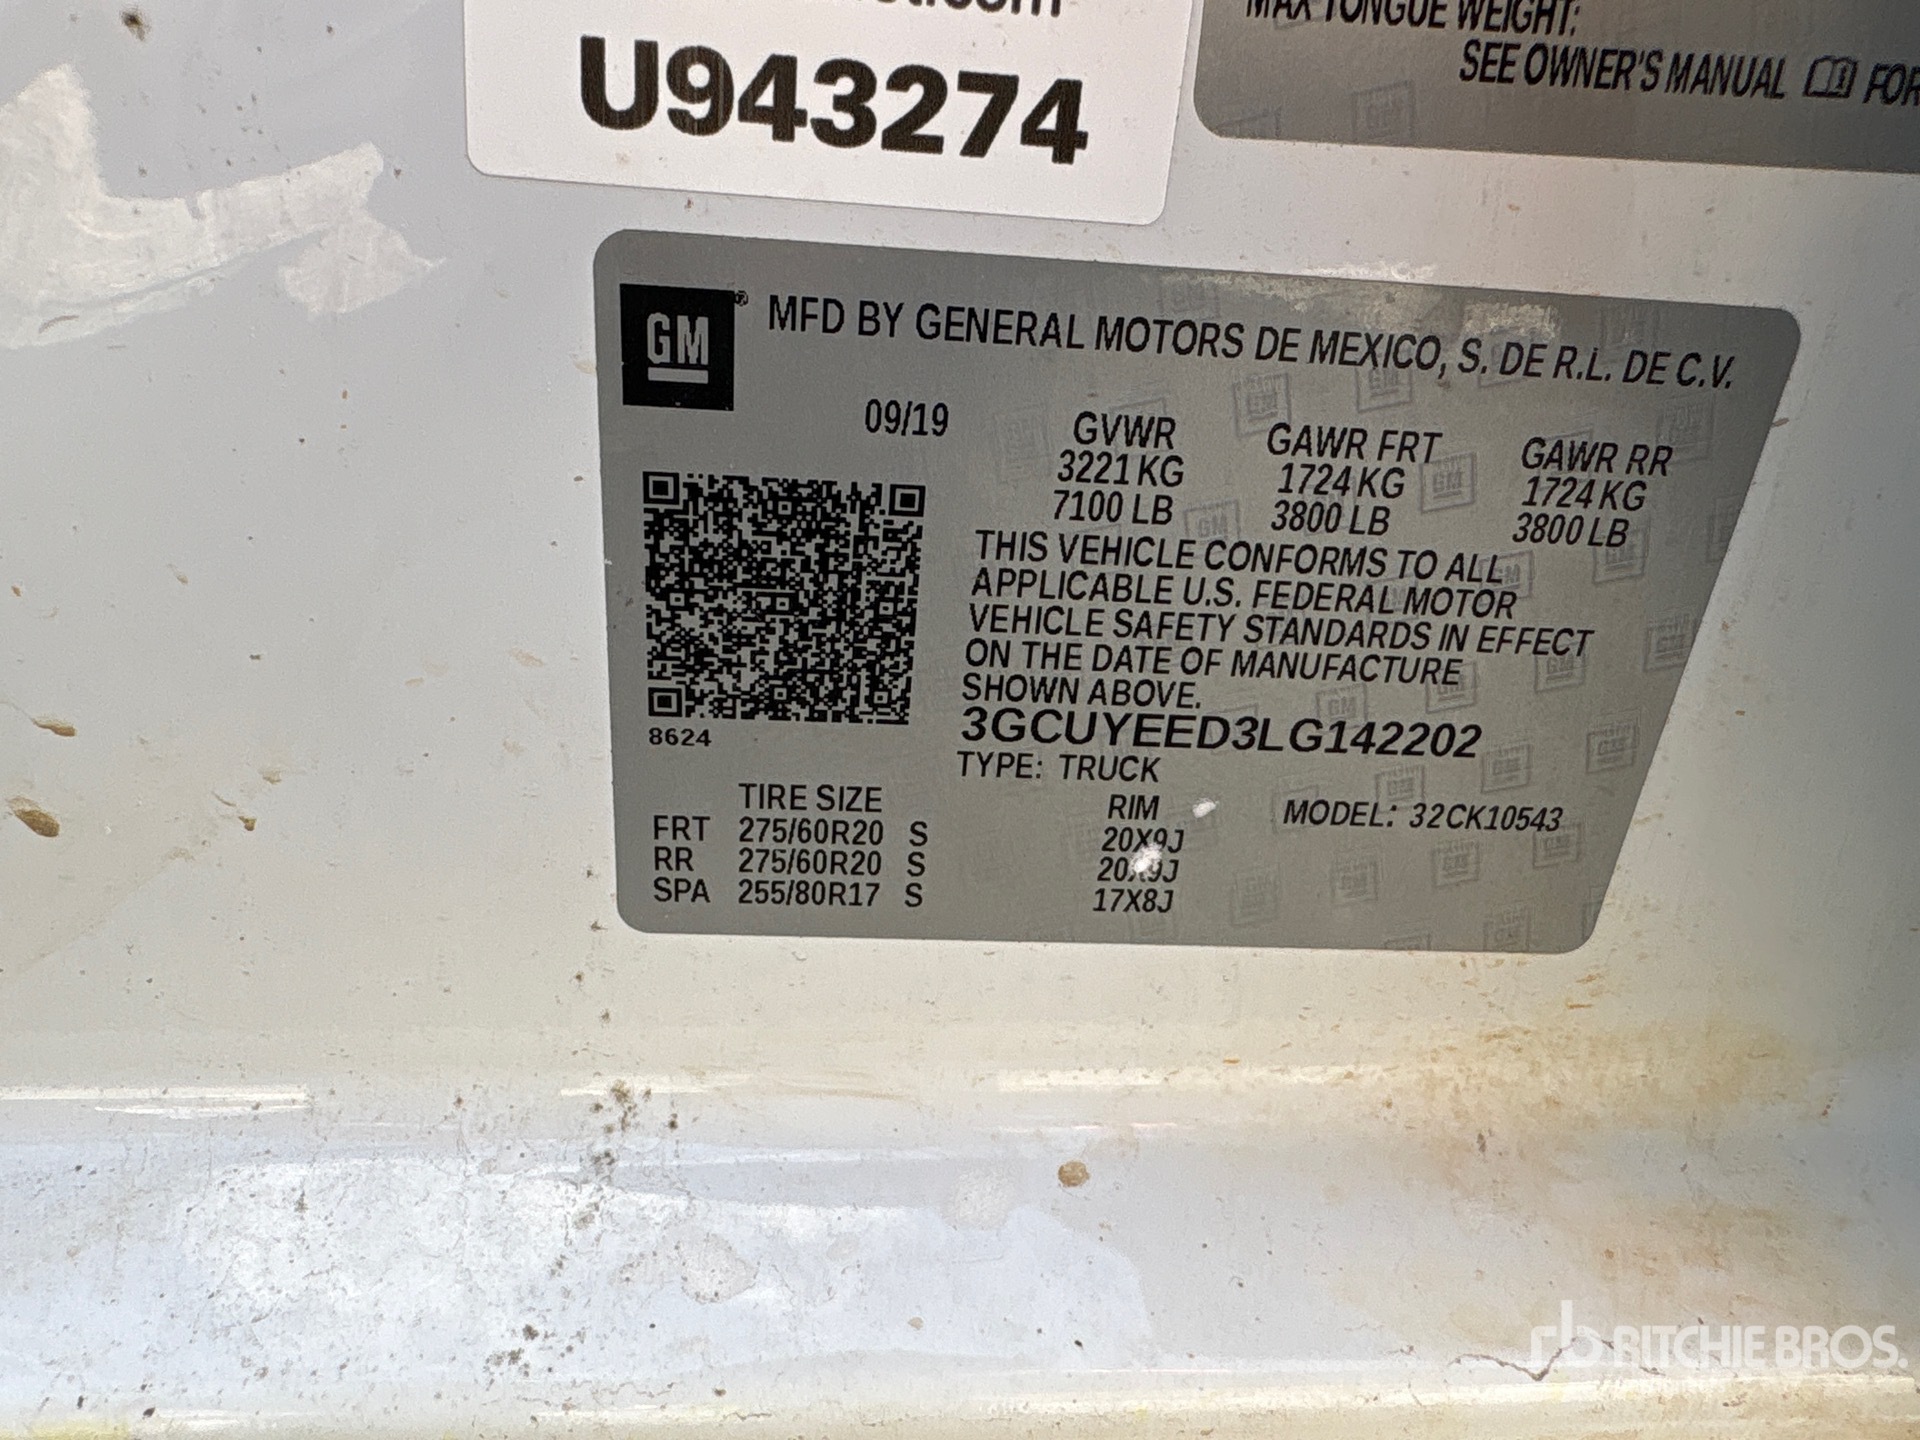 U943274
MAX TONGUE WEIGHT:
SEE OWNER'S MANUAL FOR
GM ® MFD BY GENERAL MOTORS DE MEXICO, S. DE R.L. DE C.V.
09/19 GVWR GAWR FRT GAWR RR
3221 KG 1724 KG 1724 KG
7100 LB 3800 LB 3800 LB
THIS VEHICLE CONFORMS TO ALL
APPLICABLE U.S. FEDERAL MOTOR
VEHICLE SAFETY STANDARDS IN EFFECT
ON THE DATE OF MANUFACTURE
SHOWN ABOVE.
3GCUYEED3LG142202
8624
TYPE: TRUCK
TIRE SIZE RIM MODEL: 32CK10543
FRT 275/60R20 S 20X9J
RR 275/60R20 S 20X9J
SPA 255/80R17 S 17X8J
rb RITCHIE BROS.